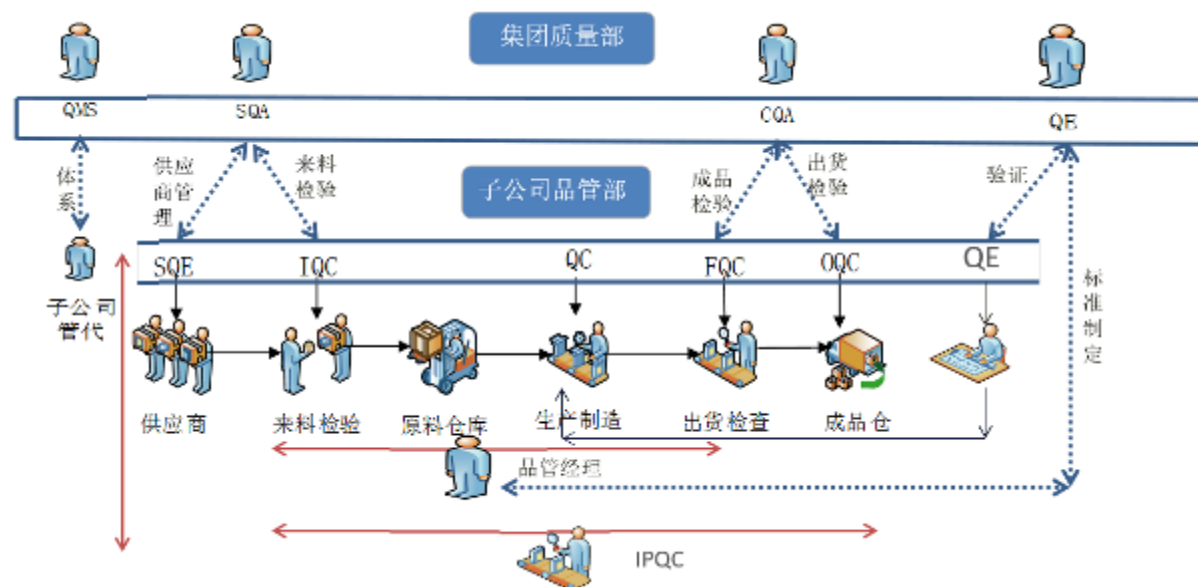 集团质量部
QMS
SQA
CQA
QE
体
系
供应
商管
理
来料
检验
子公司品管部
成品
检验
出货
检验
验证
SQE
IQC
QC
FQC
OQC
QE
子公司
管代
标
准
制
定
供应商
来料检验
原料仓库
生产制造
出货检查
成品仓
品管经理
IPQC